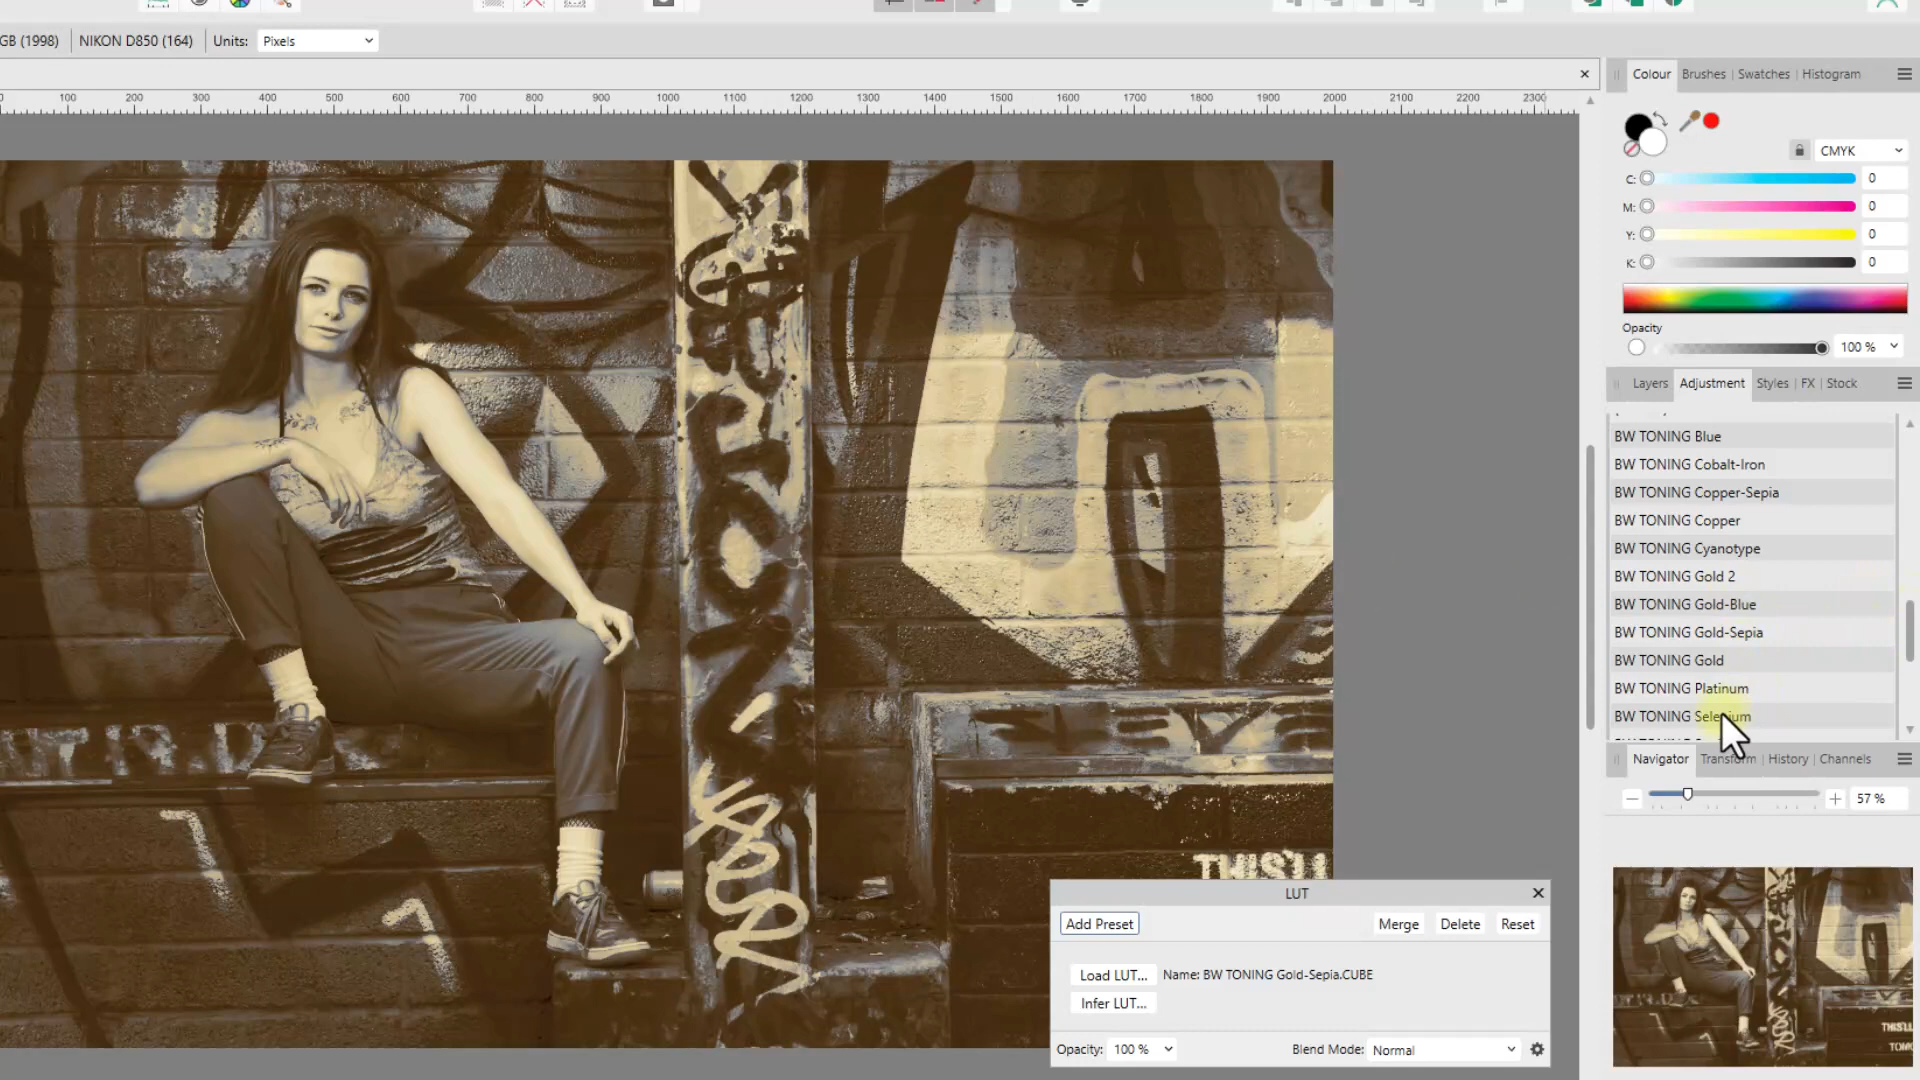 GB (1998) NIKON D850 (164) Units: Pixels
100 200 300 400 500 600 700 800 900 1000 1100 1200 1300 1400 1500 1600 1700 1800 1900 2000 2100 2200 2300
Colour Brushes Swatches Histogram
CMYK
C: 0
M: 0
Y: 0
K: 0
Opacity
100 %
Layers Adjustment Styles FX Stock
BW TONING Blue
BW TONING Cobalt-Iron
BW TONING Copper-Sepia
BW TONING Copper
BW TONING Cyanotype
BW TONING Gold 2
BW TONING Gold-Blue
BW TONING Gold-Sepia
BW TONING Gold
BW TONING Platinum
BW TONING Selenium
Navigator Transform History Channels
57 %
THIS'LL
LUT
Add Preset Merge Delete Reset
Load LUT... Name: BW TONING Gold-Sepia.CUBE
Infer LUT...
Opacity: 100 % Blend Mode: Normal
THIS'LL